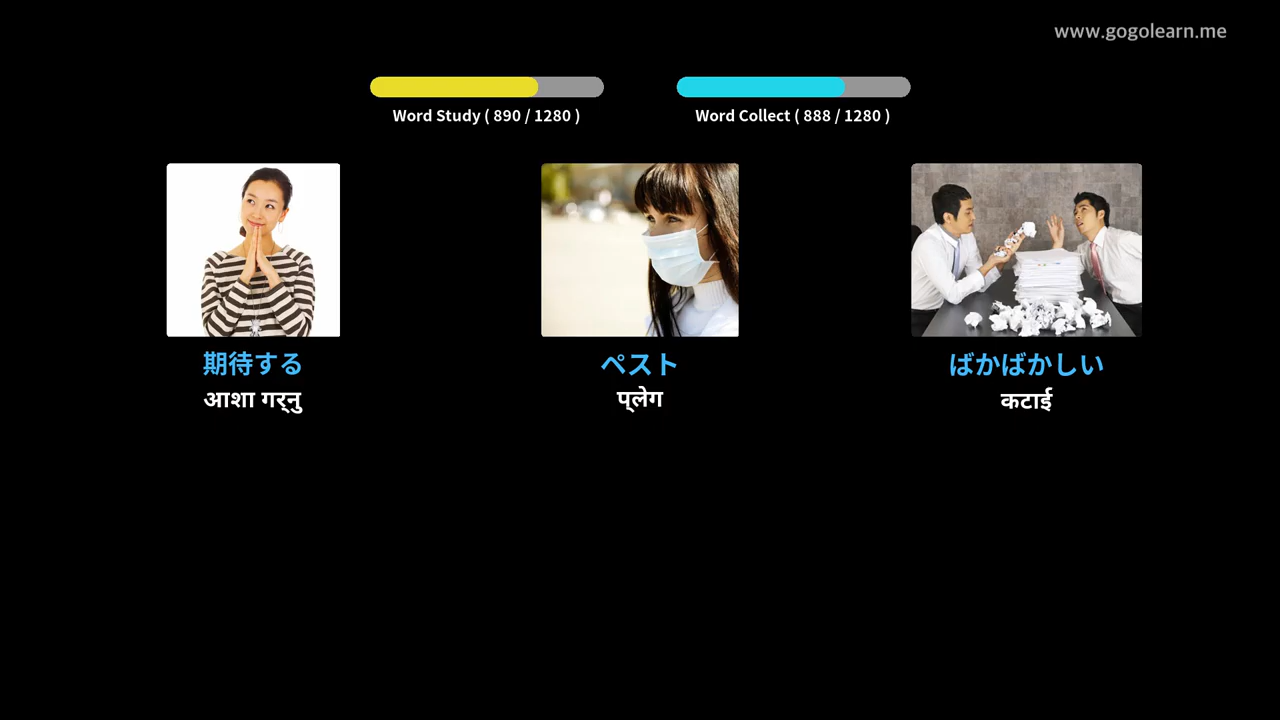 www.gogolearn.me
Word Study ( 890 / 1280 )
Word Collect ( 888 / 1280 )
期待する
आशा गर्नु
ペスト
प्लेग
ばかばかしい
कटाई